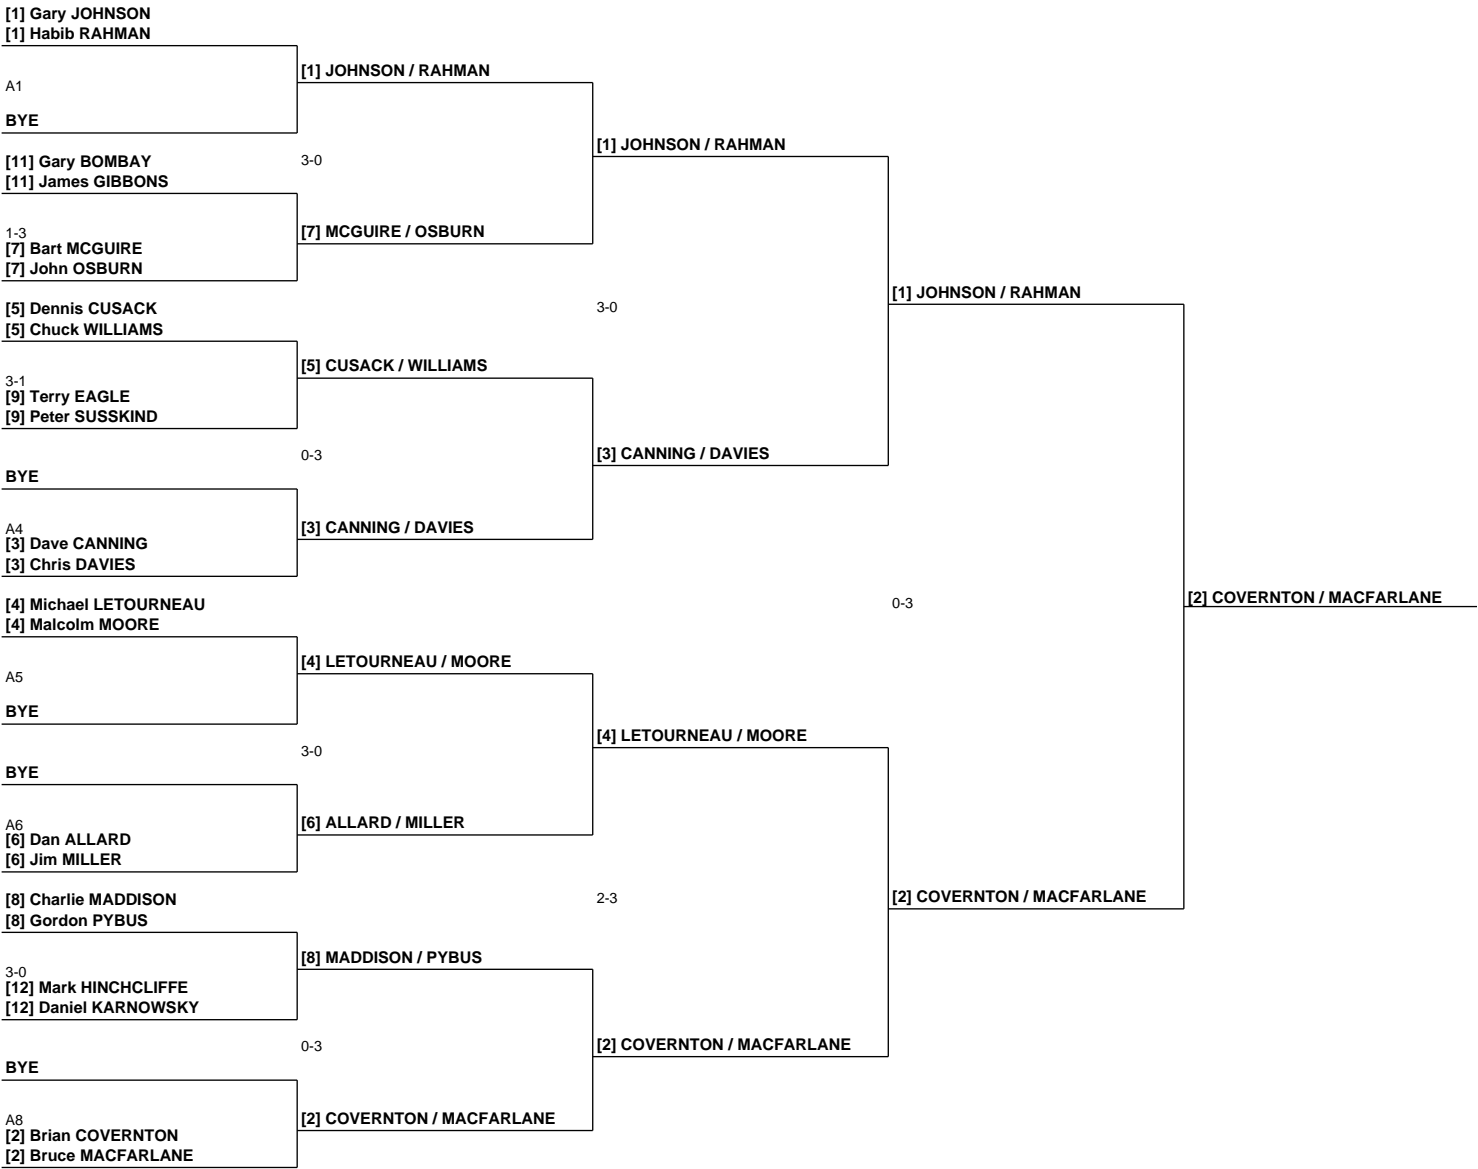 [1] Gary JOHNSON
[1] Habib RAHMAN
A1
BYE
[11] Gary BOMBAY
[11] James GIBBONS
1-3
[7] Bart MCGUIRE
[7] John OSBURN
[5] Dennis CUSACK
[5] Chuck WILLIAMS
3-1
[9] Terry EAGLE
[9] Peter SUSSKIND
BYE
A4
[3] Dave CANNING
[3] Chris DAVIES
[4] Michael LETOURNEAU
[4] Malcolm MOORE
A5
BYE
BYE
A6
[6] Dan ALLARD
[6] Jim MILLER
[8] Charlie MADDISON
[8] Gordon PYBUS
3-0
[12] Mark HINCHCLIFFE
[12] Daniel KARNOWSKY
BYE
A8
[2] Brian COVERNTON
[2] Bruce MACFARLANE
[1] JOHNSON / RAHMAN
3-0
[7] MCGUIRE / OSBURN
[5] CUSACK / WILLIAMS
0-3
[3] CANNING / DAVIES
[4] LETOURNEAU / MOORE
3-0
[6] ALLARD / MILLER
[8] MADDISON / PYBUS
0-3
[2] COVERNTON / MACFARLANE
[1] JOHNSON / RAHMAN
3-0
[3] CANNING / DAVIES
[4] LETOURNEAU / MOORE
2-3
[2] COVERNTON / MACFARLANE
[1] JOHNSON / RAHMAN
0-3
[2] COVERNTON / MACFARLANE
[2] COVERNTON / MACFARLANE